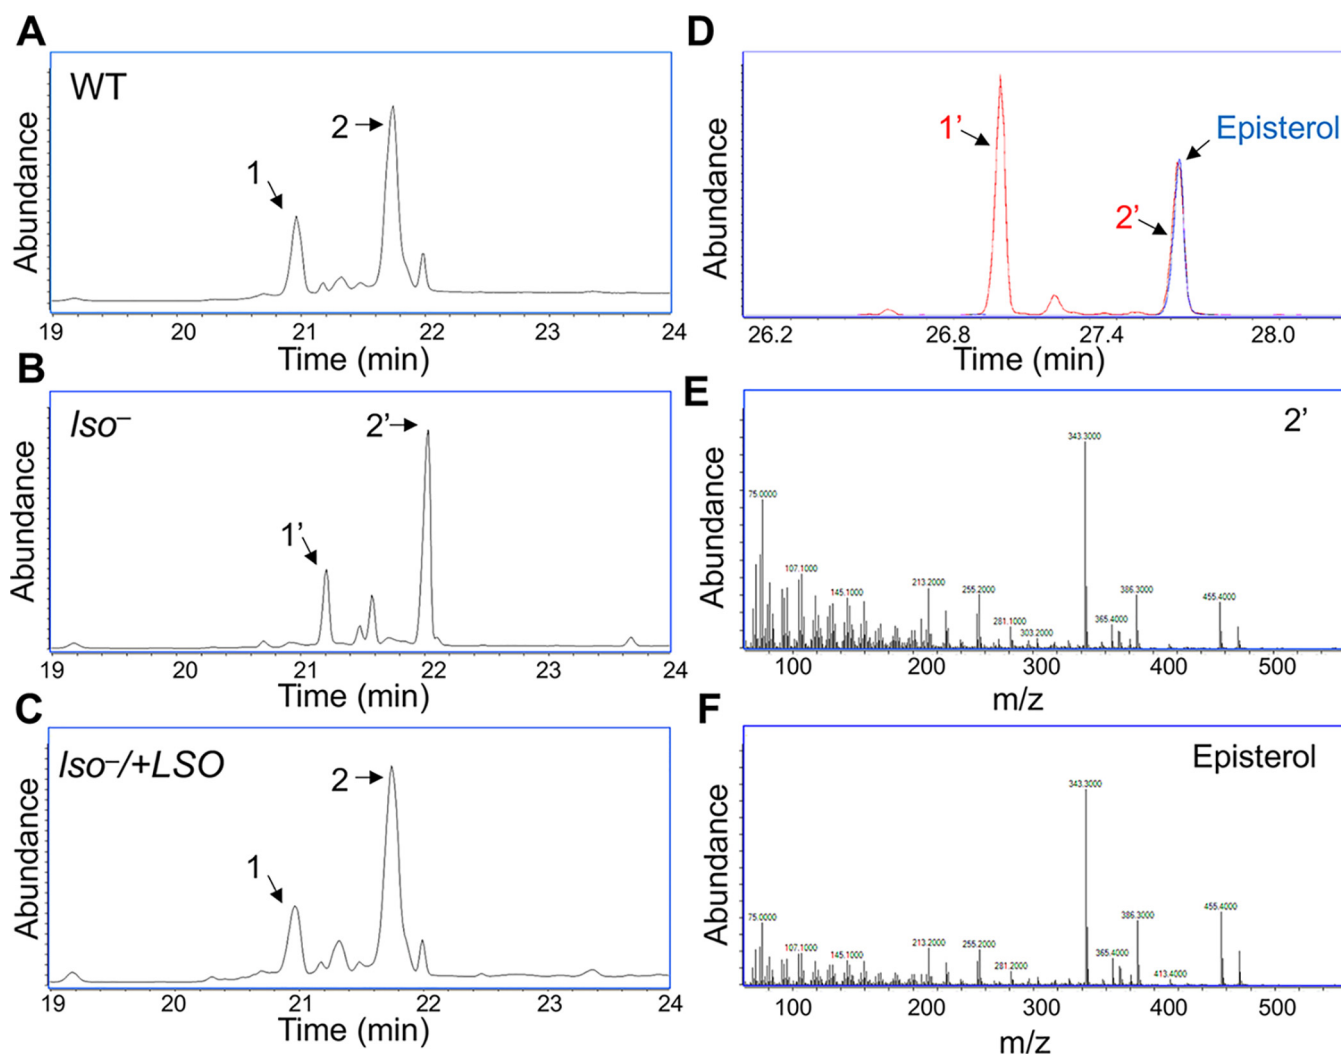 A
WT
1
2
Abundance
19 20 21 22 23 24
Time (min)
B
lso–
1’
2’
Abundance
19 20 21 22 23 24
Time (min)
C
lso–/+LSO
1
2
Abundance
19 20 21 22 23 24
Time (min)
D
1’
2’
Episterol
Abundance
26.2 26.8 27.4 28.0
Time (min)
E
2’
Abundance
343.3000
75.0000
107.1000
145.1000
213.2000
255.2000
281.1000
303.2000
365.4000
386.3000
455.4000
100 200 300 400 500
m/z
F
Episterol
Abundance
343.3000
75.0000
107.1000
145.1000
213.2000
255.2000
281.2000
365.4000
386.3000
413.4000
455.4000
100 200 300 400 500
m/z